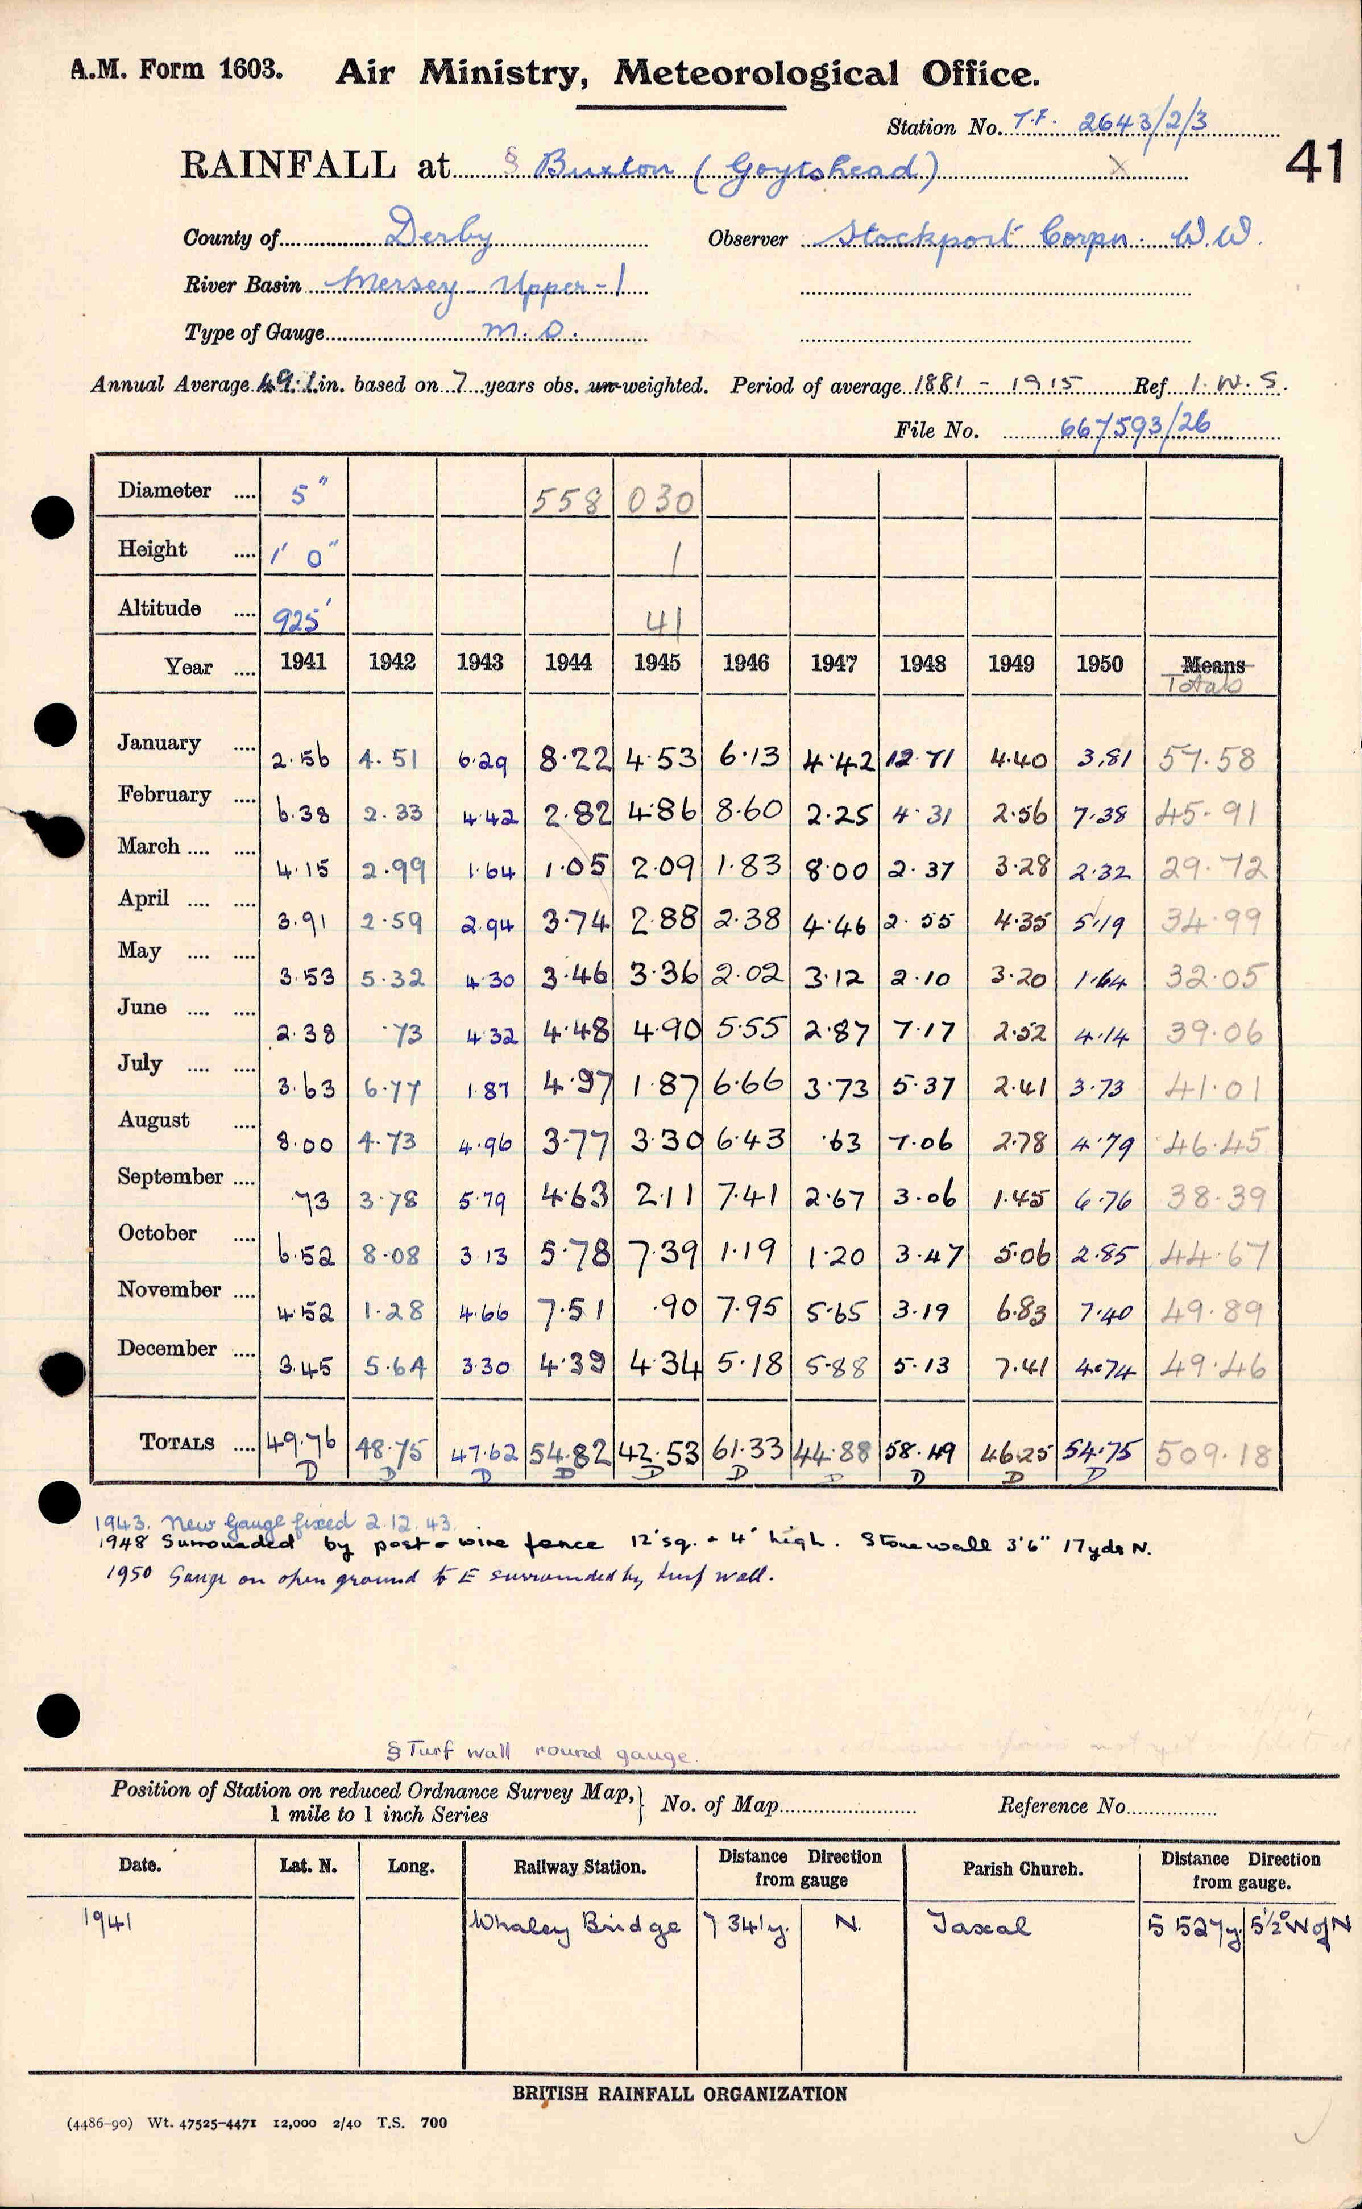 A.M. Form 1603. Air Ministry, Meteorological Office.
Station No. T.F. 2643/2/3
RAINFALL at § Buxton (Goytshead) X
41
County of Derby Observer Stockport Corpn. W.W.
River Basin Mersey - Upper - 1
Type of Gauge M.O.
Annual Average 49.1 in. based on 7 years obs. un-weighted. Period of average 1881 - 1915 Ref. I.W.S.
File No. 667593/26
Diameter .... 5" 558 030
Height .... 1' 0" 1
Altitude .... 925' 41
Year .... 1941 1942 1943 1944 1945 1946 1947 1948 1949 1950 Means
Totals
January .... 2.56 4.51 6.29 8.22 4.53 6.13 4.42 12.71 4.40 3.81 57.58
February .... 6.38 2.33 4.42 2.82 4.86 8.60 2.25 4.31 2.56 7.38 45.91
March .... .... 4.15 2.99 1.64 1.05 2.09 1.83 8.00 2.37 3.28 2.32 29.72
April .... .... 3.91 2.59 2.94 3.74 2.88 2.38 4.46 2.55 4.35 5.19 34.99
May .... .... 3.53 5.32 4.30 3.46 3.36 2.02 3.12 2.10 3.20 1.64 32.05
June .... .... 2.38 .73 4.32 4.48 4.90 5.55 2.87 7.17 2.52 4.14 39.06
July .... .... 3.63 6.77 1.87 4.97 1.87 6.66 3.73 5.37 2.41 3.73 41.01
August .... 8.00 4.73 4.96 3.77 3.30 6.43 .63 7.06 2.78 4.79 46.45
September .... .73 3.78 5.79 4.63 2.11 7.41 2.67 3.06 1.45 6.76 38.39
October .... 6.52 8.08 3.13 5.78 7.39 1.19 1.20 3.47 5.06 2.85 44.67
November .... 4.52 1.28 4.66 7.51 .90 7.95 5.65 3.19 6.83 7.40 49.89
December .... 3.45 5.64 3.30 4.39 4.34 5.18 5.88 5.13 7.41 4.74 49.46
TOTALS .... 49.76 48.75 47.62 54.82 42.53 61.33 44.88 58.49 46.25 54.75 509.18
D D D D D D D D D D
1943. New Gauge fixed 2.12.43.
1948 Surrounded by post & wire fence 12' sq. & 4' high. Stone wall 3'6" 17yds N.
1950 Gauge on open ground to E surrounded by turf wall.
§ Turf wall round gauge.
Position of Station on reduced Ordnance Survey Map, } No. of Map Reference No.
1 mile to 1 inch Series
Date. Lat. N. Long. Railway Station. Distance Direction from gauge Parish Church. Distance Direction from gauge.
1941 Whaley Bridge 7 341y. N. Taxal 5 527y. 5½° W of N
BRITISH RAINFALL ORGANIZATION
(4486-90) Wt. 47525-4471 12,000 2/40 T.S. 700